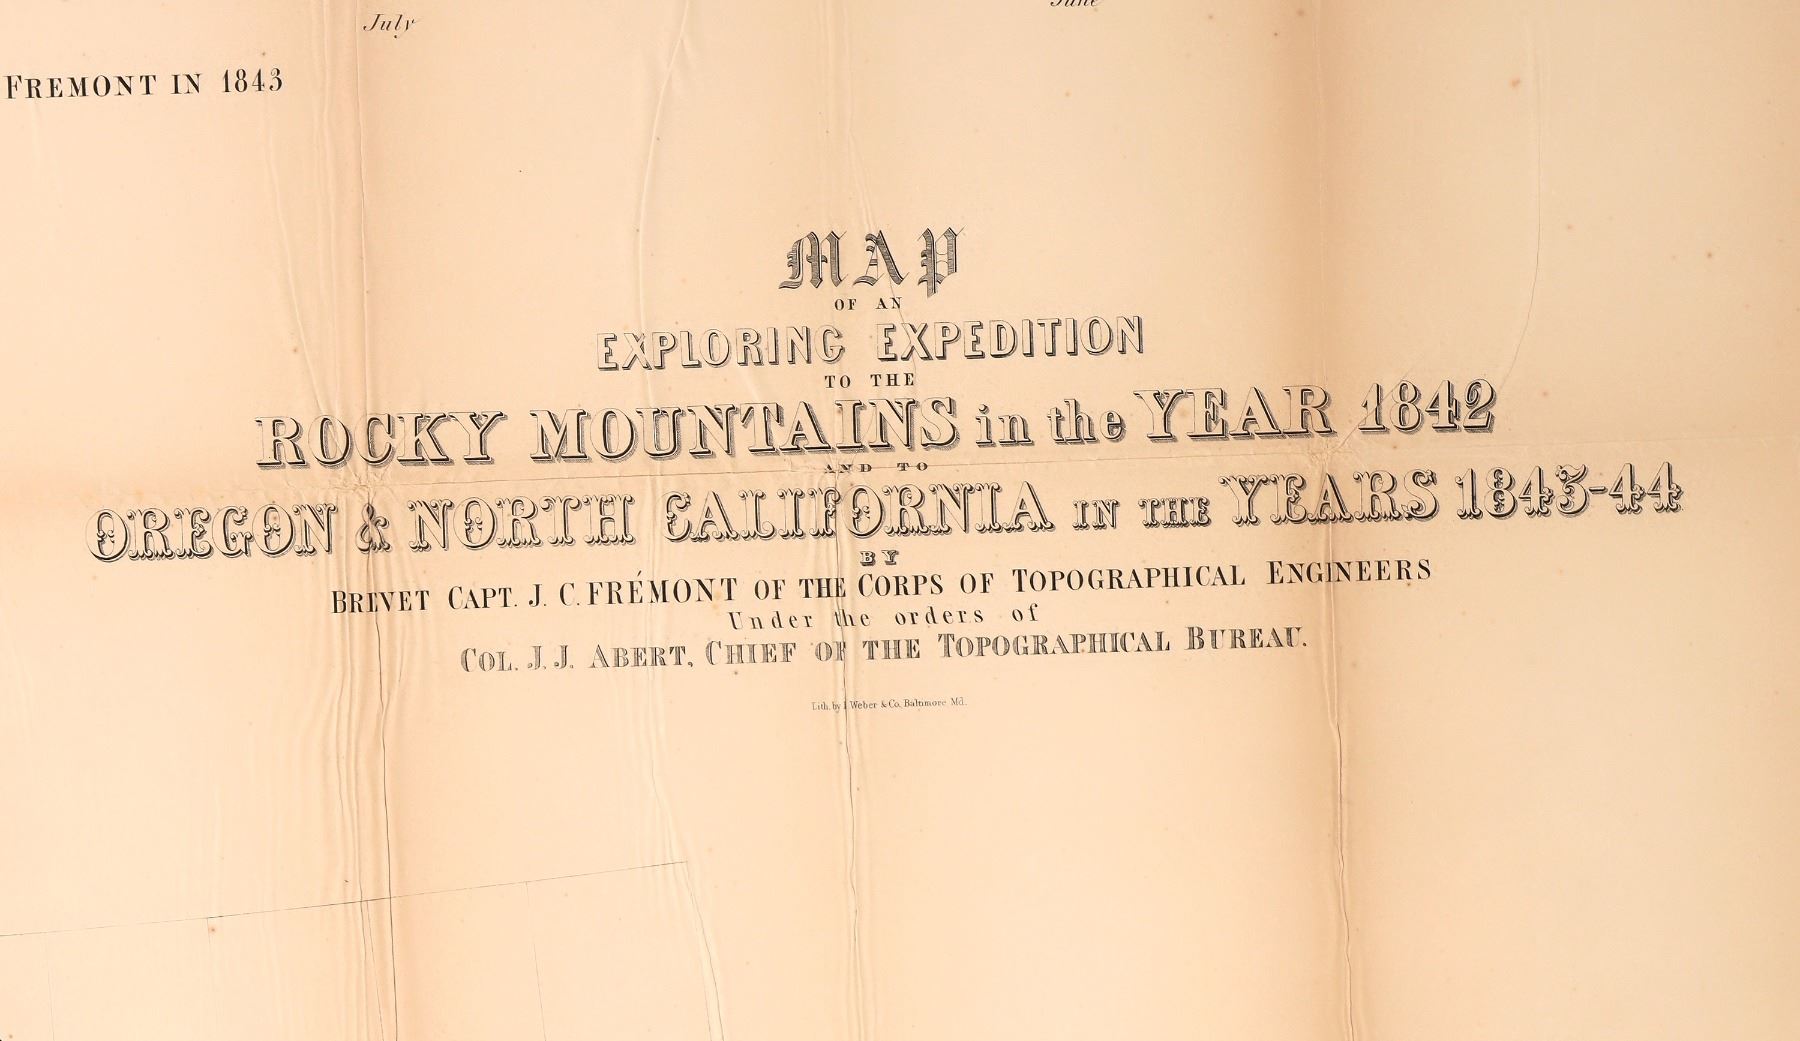 June
July
FREMONT IN 1843
MAP
OF AN
EXPLORING EXPEDITION
TO THE
ROCKY MOUNTAINS in the YEAR 1842
AND TO
OREGON & NORTH CALIFORNIA IN THE YEARS 1843-44
BY
BREVET CAPT. J. C. FRÉMONT OF THE CORPS OF TOPOGRAPHICAL ENGINEERS
Under the orders of
COL. J. J. ABERT, CHIEF OF THE TOPOGRAPHICAL BUREAU.
Lith. by E Weber & Co. Baltimore Md.